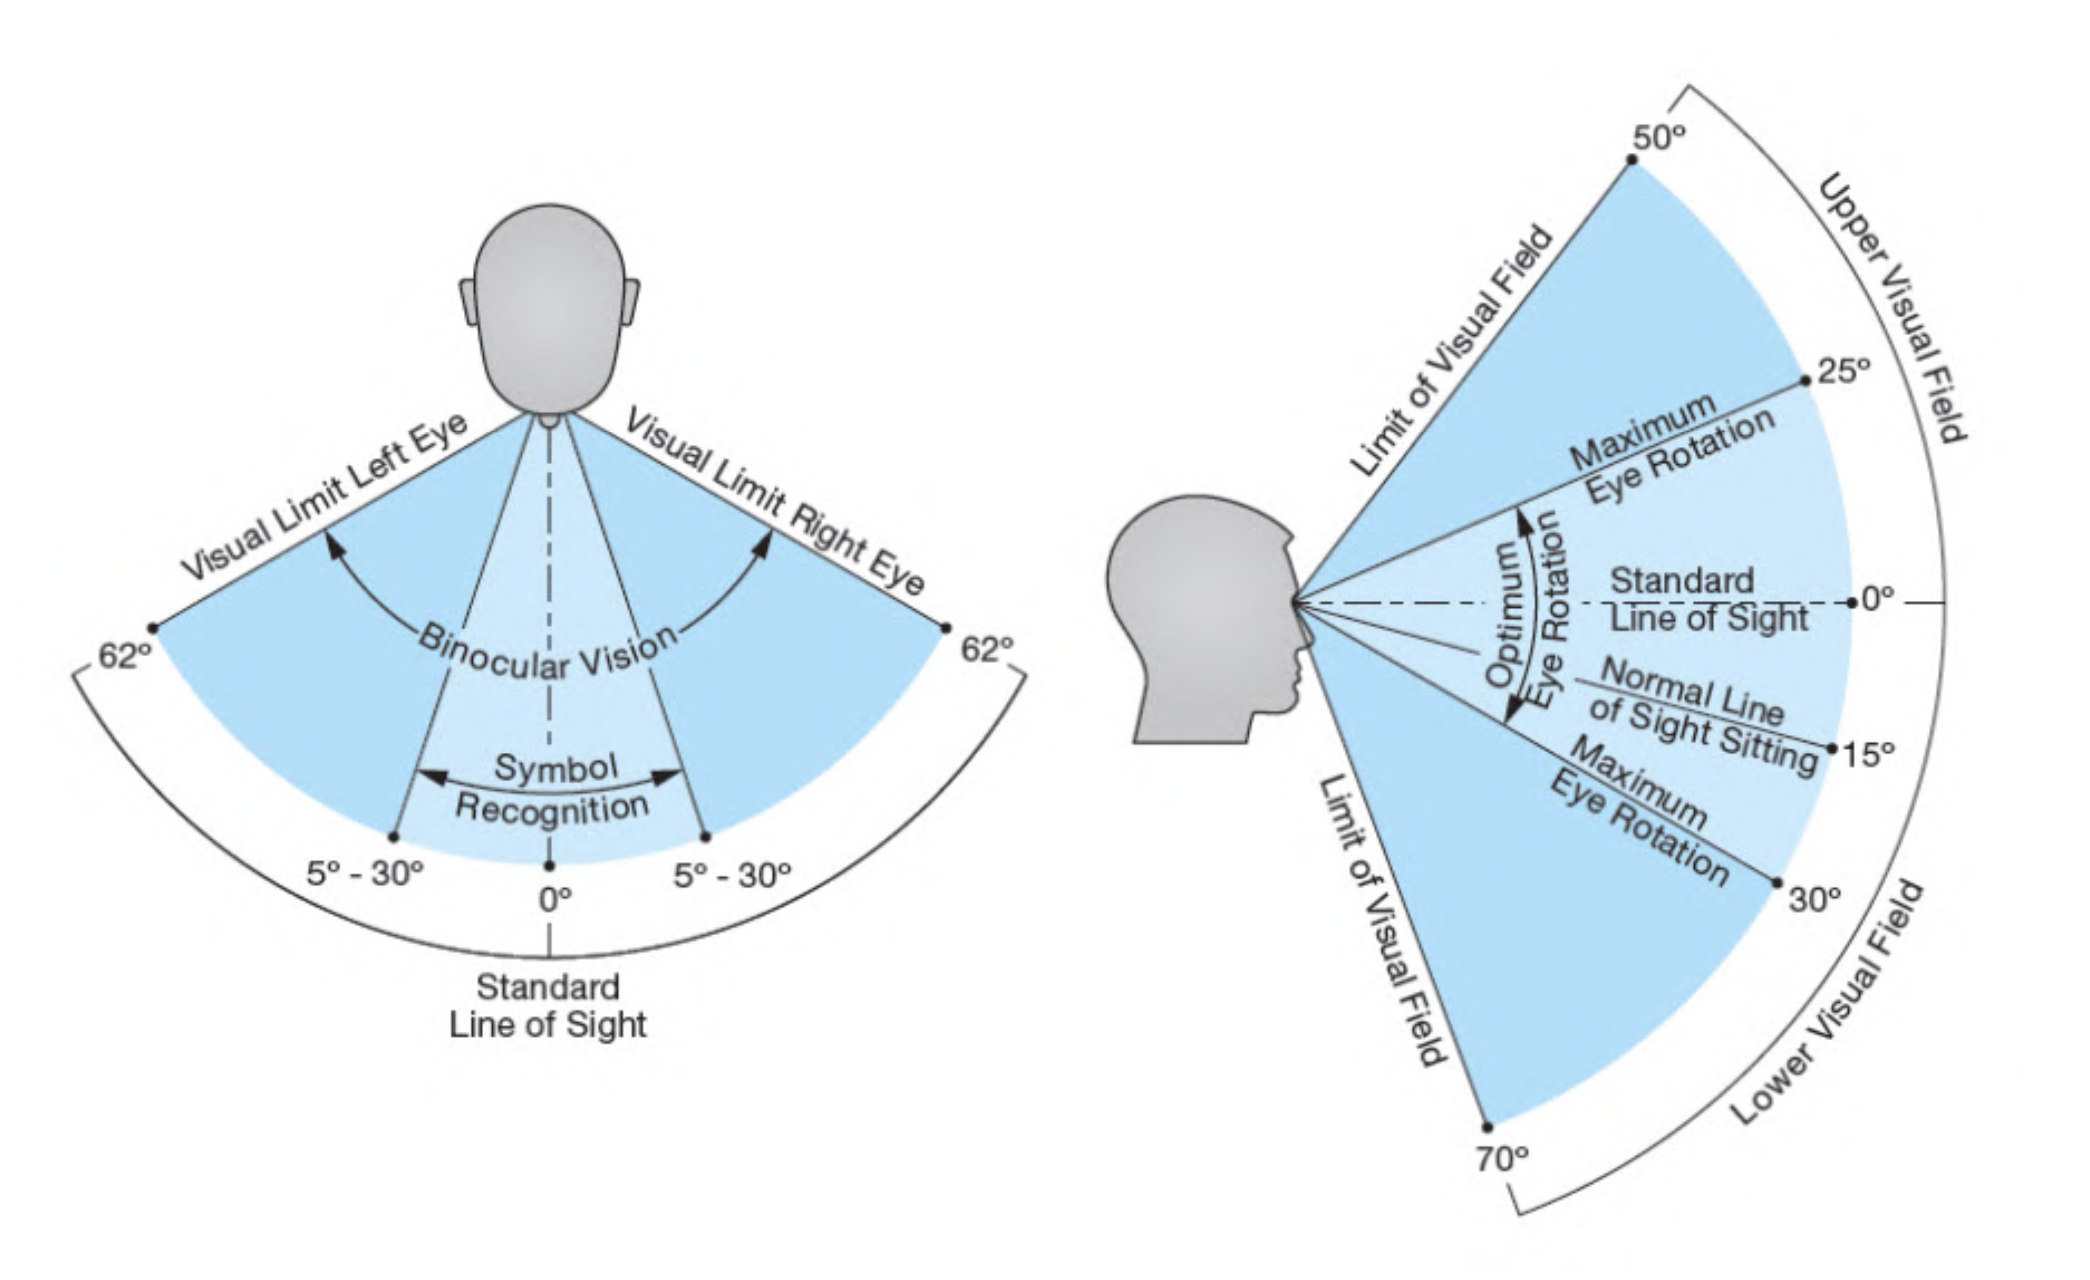 Visual Limit Left Eye
Visual Limit Right Eye
62º
62º
Binocular Vision
Symbol
Recognition
5º - 30º
0º
5º - 30º
Standard
Line of Sight
50º
Upper Visual Field
Limit of Visual Field
25º
Maximum
Eye Rotation
Optimum
Eye Rotation
Standard
Line of Sight
0º
Normal Line
of Sight Sitting
15º
Maximum
Eye Rotation
30º
Limit of Visual Field
Lower Visual Field
70º